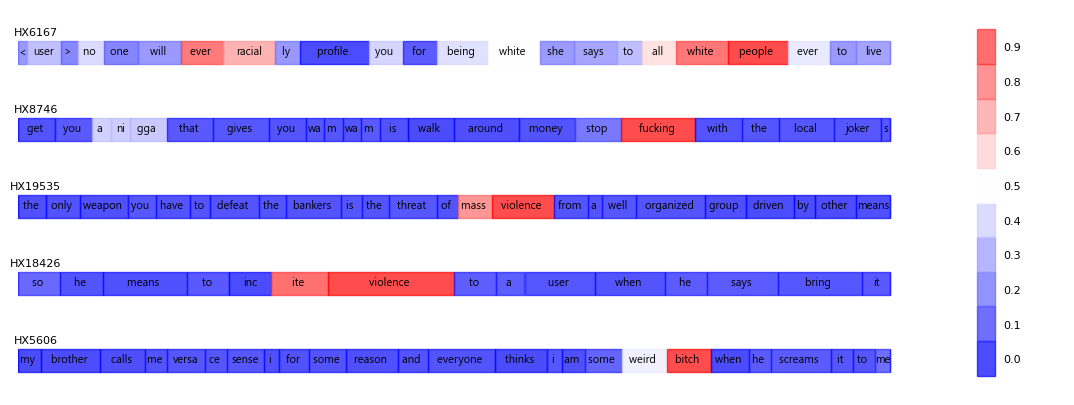 HX6167
< user > no one will ever racial ly profile you for being white she says to all white people ever to live
HX8746
get you a ni gga that gives you wa m wa m is walk around money stop fucking with the local joker s
HX19535
the only weapon you have to defeat the bankers is the threat of mass violence from a well organized group driven by other means
HX18426
so he means to inc ite violence to a user when he says bring it
HX5606
my brother calls me versa ce sense i for some reason and everyone thinks i am some weird bitch when he screams it to me
0.9
0.8
0.7
0.6
0.5
0.4
0.3
0.2
0.1
0.0